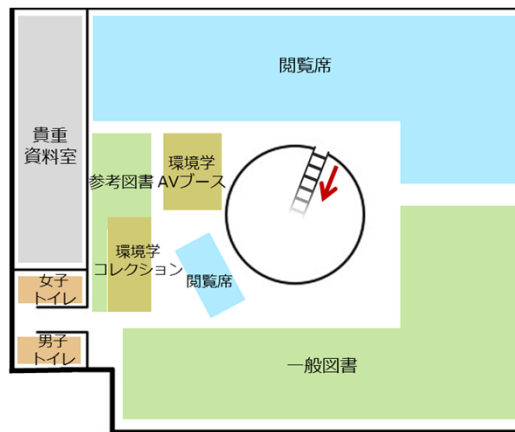 閲覧席
貴重
資料室
環境学
AVブース
参考図書
環境学
コレクション
閲覧席
女子
トイレ
男子
トイレ
一般図書